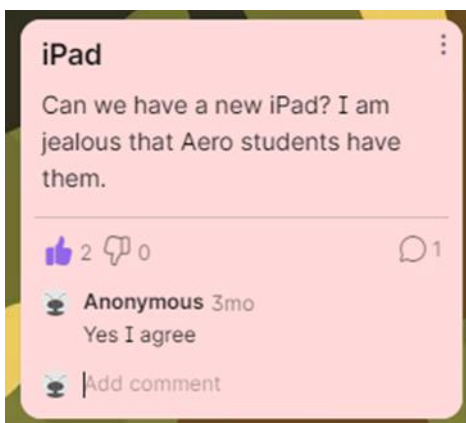 iPad
Can we have a new iPad? I am
jealous that Aero students have
them.
2 0 1
Anonymous 3mo
Yes I agree
Add comment